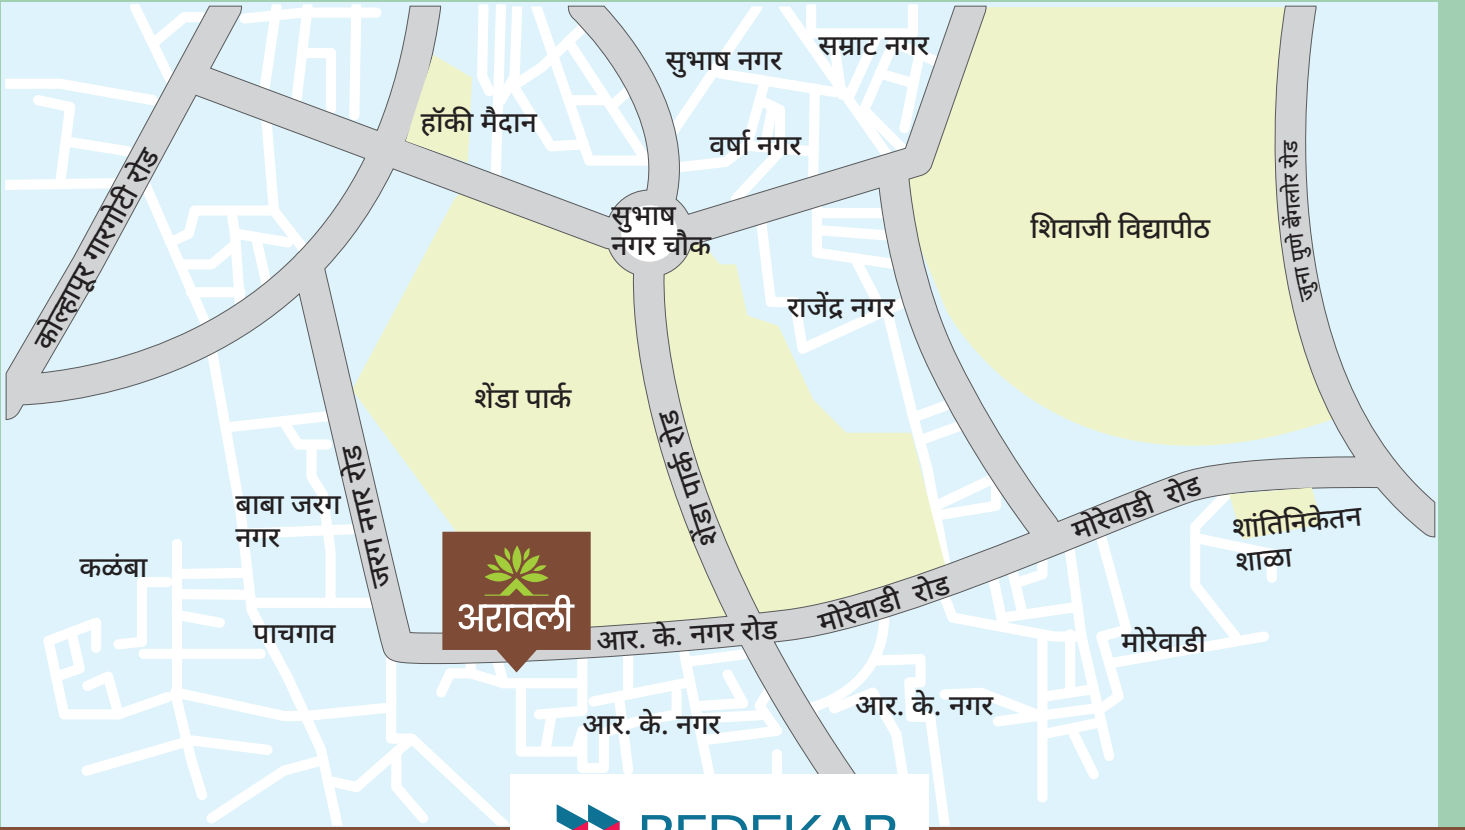 सुभाष नगर
सम्राट नगर
हॉकी मैदान
वर्षा नगर
कोल्हापूर गारगोटी रोड
जुना पुणे बेंगलोर रोड
सुभाष
नगर चौक
शिवाजी विद्यापीठ
राजेंद्र नगर
शेंडा पार्क
शेंडा पार्क रोड
जरग नगर रोड
बाबा जरग
नगर
मोरेवाडी रोड
शांतिनिकेतन
शाळा
कळंबा
अरावली
मोरेवाडी रोड
पाचगाव
आर. के. नगर रोड
मोरेवाडी
आर. के. नगर
आर. के. नगर
BEDEKAR